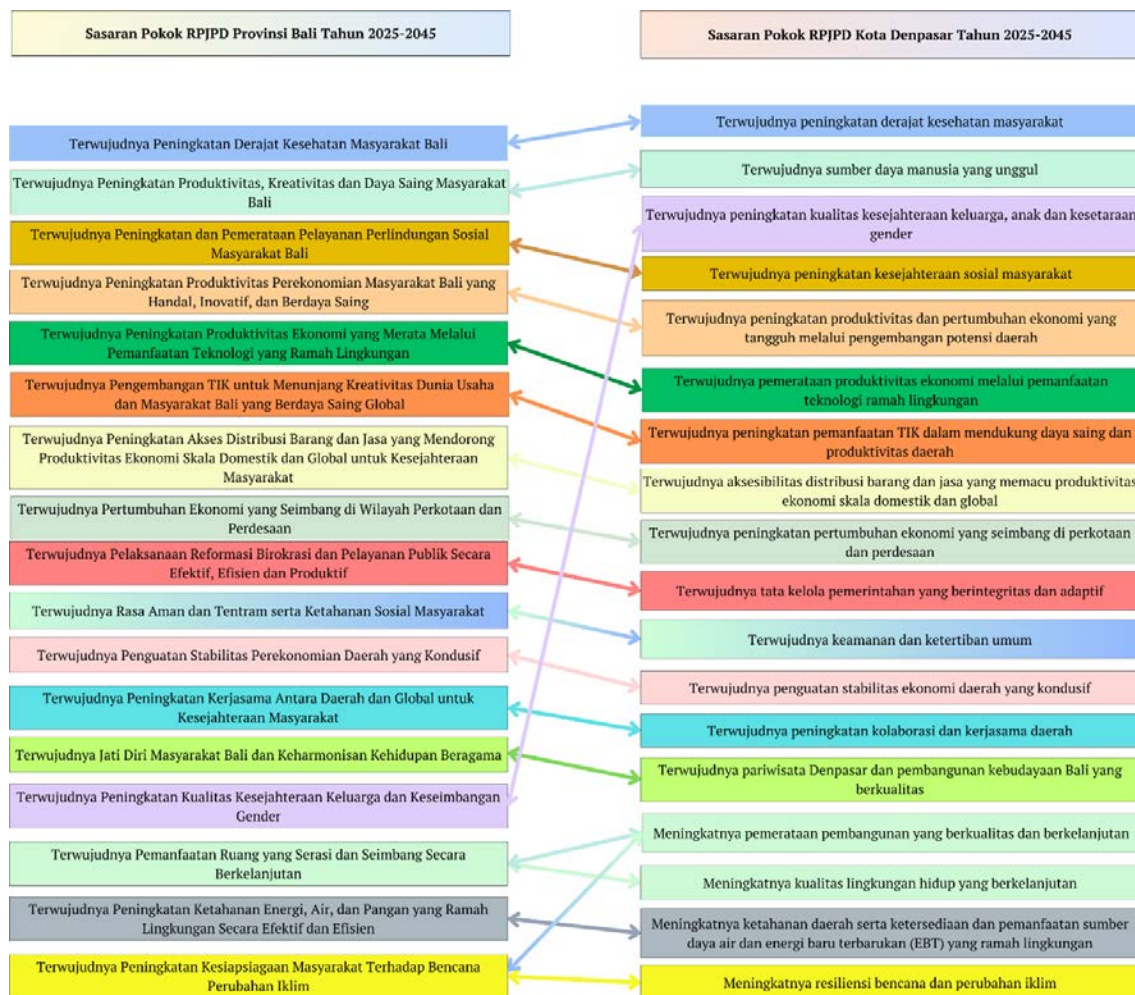 Sasaran Pokok RPJPD Provinsi Bali Tahun 2025-2045
Terwujudnya Peningkatan Derajat Kesehatan Masyarakat Bali
Terwujudnya Peningkatan Produktivitas, Kreativitas dan Daya Saing Masyarakat
Bali
Terwujudnya Peningkatan dan Pemerataan Pelayanan Perlindungan Sosial
Masyarakat Bali
Terwujudnya Peningkatan Produktivitas Perekonomian Masyarakat Bali yang
Handal, Inovatif, dan Berdaya Saing
Terwujudnya Peningkatan Produktivitas Ekonomi yang Merata Melalui
Pemanfaatan Teknologi yang Ramah Lingkungan
Terwujudnya Pengembangan TIK untuk Menunjang Kreativitas Dunia Usaha
dan Masyarakat Bali yang Berdaya Saing Global
Terwujudnya Peningkatan Akses Distribusi Barang dan Jasa yang Mendorong
Produktivitas Ekonomi Skala Domestik dan Global untuk Kesejahteraan
Masyarakat
Terwujudnya Pertumbuhan Ekonomi yang Seimbang di Wilayah Perkotaan dan
Perdesaan
Terwujudnya Pelaksanaan Reformasi Birokrasi dan Pelayanan Publik Secara
Efektif, Efisien dan Produktif
Terwujudnya Rasa Aman dan Tentram serta Ketahanan Sosial Masyarakat
Terwujudnya Penguatan Stabilitas Perekonomian Daerah yang Kondusif
Terwujudnya Peningkatan Kerjasama Antara Daerah dan Global untuk
Kesejahteraan Masyarakat
Terwujudnya Jati Diri Masyarakat Bali dan Keharmonisan Kehidupan Beragama
Terwujudnya Peningkatan Kualitas Kesejahteraan Keluarga dan Keseimbangan
Gender
Terwujudnya Pemanfaatan Ruang yang Serasi dan Seimbang Secara
Berkelanjutan
Terwujudnya Peningkatan Ketahanan Energi, Air, dan Pangan yang Ramah
Lingkungan Secara Efektif dan Efisien
Terwujudnya Peningkatan Kesiapsiagaan Masyarakat Terhadap Bencana
Perubahan Iklim
Sasaran Pokok RPJPD Kota Denpasar Tahun 2025-2045
Terwujudnya peningkatan derajat kesehatan masyarakat
Terwujudnya sumber daya manusia yang unggul
Terwujudnya peningkatan kualitas kesejahteraan keluarga, anak dan kesetaraan
gender
Terwujudnya peningkatan kesejahteraan sosial masyarakat
Terwujudnya peningkatan produktivitas dan pertumbuhan ekonomi yang
tangguh melalui pengembangan potensi daerah
Terwujudnya pemerataan produktivitas ekonomi melalui pemanfaatan
teknologi ramah lingkungan
Terwujudnya peningkatan pemanfaatan TIK dalam mendukung daya saing dan
produktivitas daerah
Terwujudnya aksesibilitas distribusi barang dan jasa yang memacu produktivitas
ekonomi skala domestik dan global
Terwujudnya peningkatan pertumbuhan ekonomi yang seimbang di perkotaan
dan perdesaan
Terwujudnya tata kelola pemerintahan yang berintegritas dan adaptif
Terwujudnya keamanan dan ketertiban umum
Terwujudnya penguatan stabilitas ekonomi daerah yang kondusif
Terwujudnya peningkatan kolaborasi dan kerjasama daerah
Terwujudnya pariwisata Denpasar dan pembangunan kebudayaan Bali yang
berkualitas
Meningkatnya pemerataan pembangunan yang berkualitas dan berkelanjutan
Meningkatnya kualitas lingkungan hidup yang berkelanjutan
Meningkatnya ketahanan daerah serta ketersediaan dan pemanfaatan sumber
daya air dan energi baru terbarukan (EBT) yang ramah lingkungan
Meningkatnya resiliensi bencana dan perubahan iklim